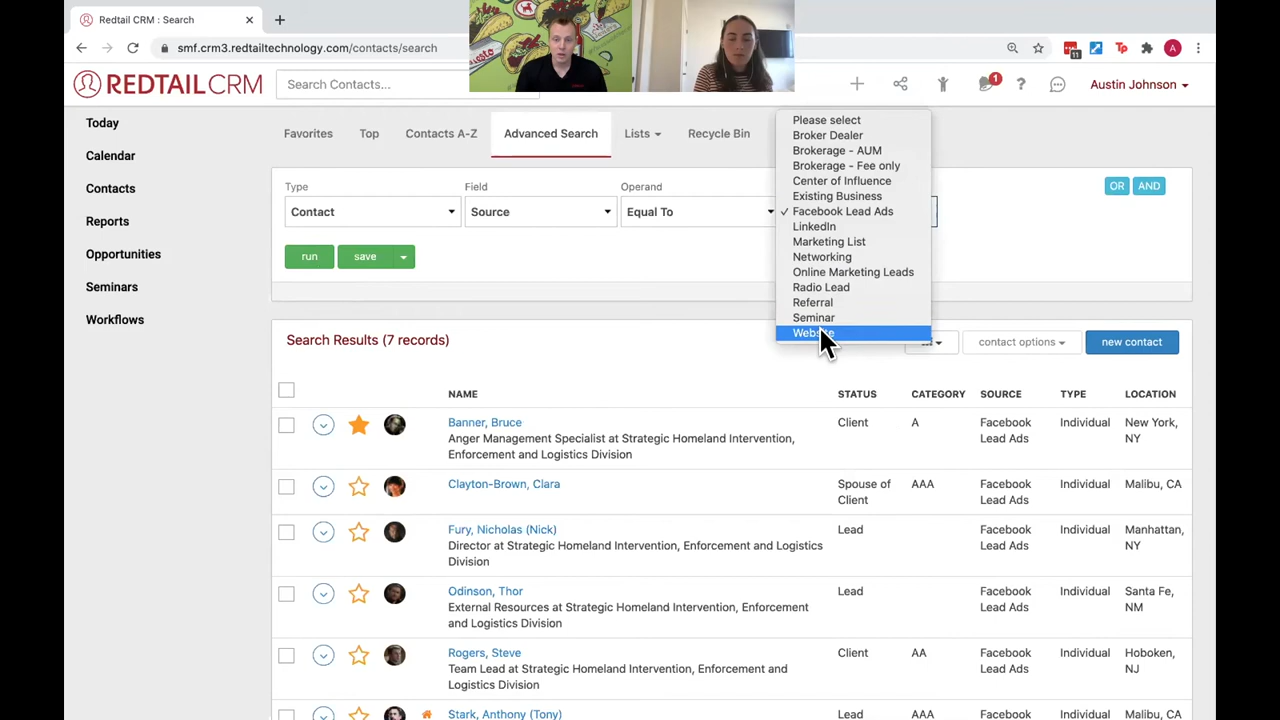 Redtail CRM : Search
smf.crm3.redtailtechnology.com/contacts/search
11
A
REDTAILCRM
Search Contacts...
1
Austin Johnson
Today
Calendar
Contacts
Reports
Opportunities
Seminars
Workflows
Favorites
Top
Contacts A-Z
Advanced Search
Lists
Recycle Bin
Type
Field
Operand
Contact
Source
Equal To
OR
AND
run
save
Please select
Broker Dealer
Brokerage - AUM
Brokerage - Fee only
Center of Influence
Existing Business
✓ Facebook Lead Ads
LinkedIn
Marketing List
Networking
Online Marketing Leads
Radio Lead
Referral
Seminar
Website
Search Results (7 records)
contact options
new contact
NAME
STATUS
CATEGORY
SOURCE
TYPE
LOCATION
Banner, Bruce
Anger Management Specialist at Strategic Homeland Intervention,
Enforcement and Logistics Division
Client
A
Facebook
Lead Ads
Individual
New York,
NY
Clayton-Brown, Clara
Spouse of
Client
AAA
Facebook
Lead Ads
Individual
Malibu, CA
Fury, Nicholas (Nick)
Director at Strategic Homeland Intervention, Enforcement and Logistics
Division
Lead
Facebook
Lead Ads
Individual
Manhattan,
NY
Odinson, Thor
External Resources at Strategic Homeland Intervention, Enforcement
and Logistics Division
Lead
Facebook
Lead Ads
Individual
Santa Fe,
NM
Rogers, Steve
Team Lead at Strategic Homeland Intervention, Enforcement and
Logistics Division
Client
AA
Facebook
Lead Ads
Individual
Hoboken,
NJ
Stark, Anthony (Tony)
Lead
AAA
Facebook
Individual
Malibu, CA